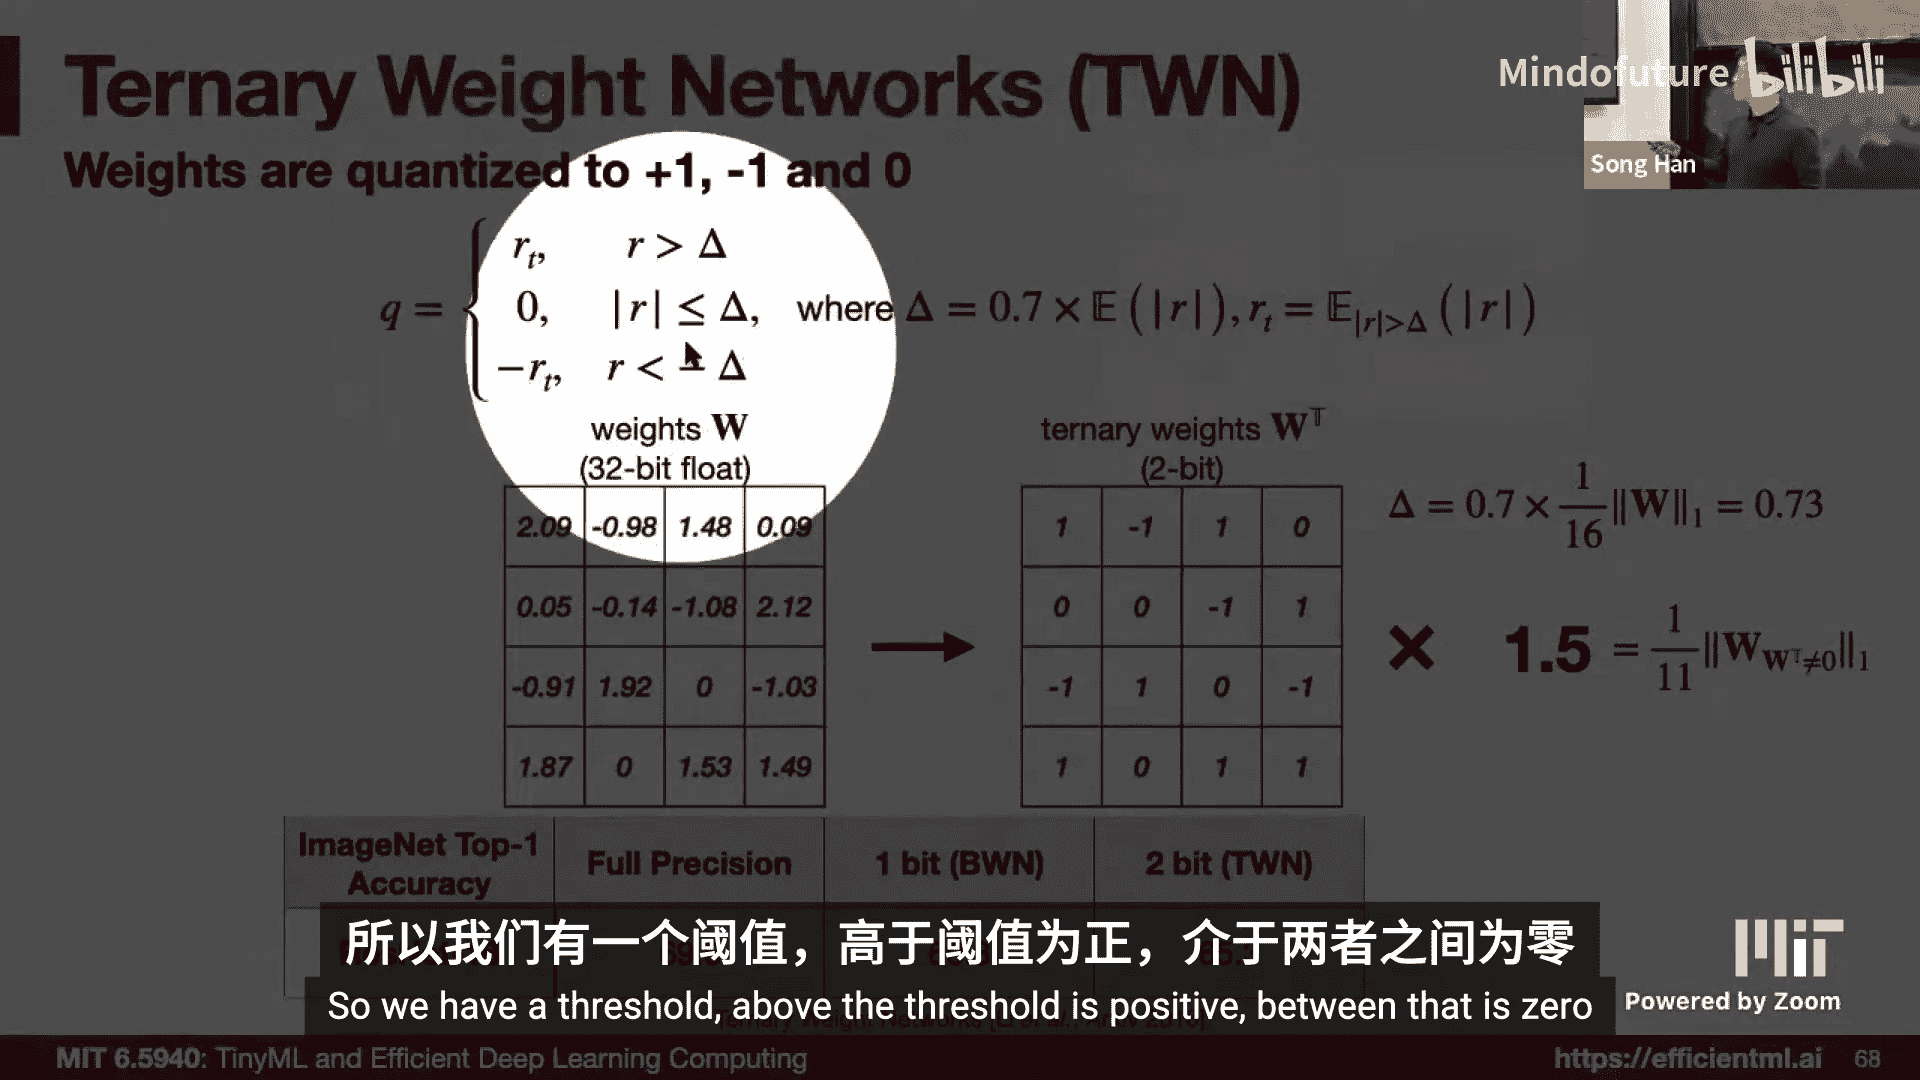 Ternary Weight Networks (TWN)
Mindofuture bilibili
Song Han
Weights are quantized to +1, -1 and 0
q = { r_t, r > Δ
0, |r| ≤ Δ, where Δ = 0.7 × 𝔼 (|r|), r_t = 𝔼_{|r|>Δ} (|r|)
−r_t, r < − Δ
weights W
(32-bit float)
2.09 -0.98 1.48 0.09
0.05 -0.14 -1.08 2.12
-0.91 1.92 0 -1.03
1.87 0 1.53 1.49
ternary weights W^𝕋
(2-bit)
1 -1 1 0
0 0 -1 1
-1 1 0 -1
1 0 1 1
Δ = 0.7 × 1/16 ‖W‖_1 = 0.73
× 1.5 = 1/11 ‖W_{W^𝕋≠0}‖_1
ImageNet Top-1 Accuracy Full Precision 1 bit (BWN) 2 bit (TWN)
所以我们有一个阈值，高于阈值为正，介于两者之间为零
So we have a threshold, above the threshold is positive, between that is zero
MIT
Powered by Zoom
MIT 6.5940: TinyML and Efficient Deep Learning Computing
https://efficientml.ai 68